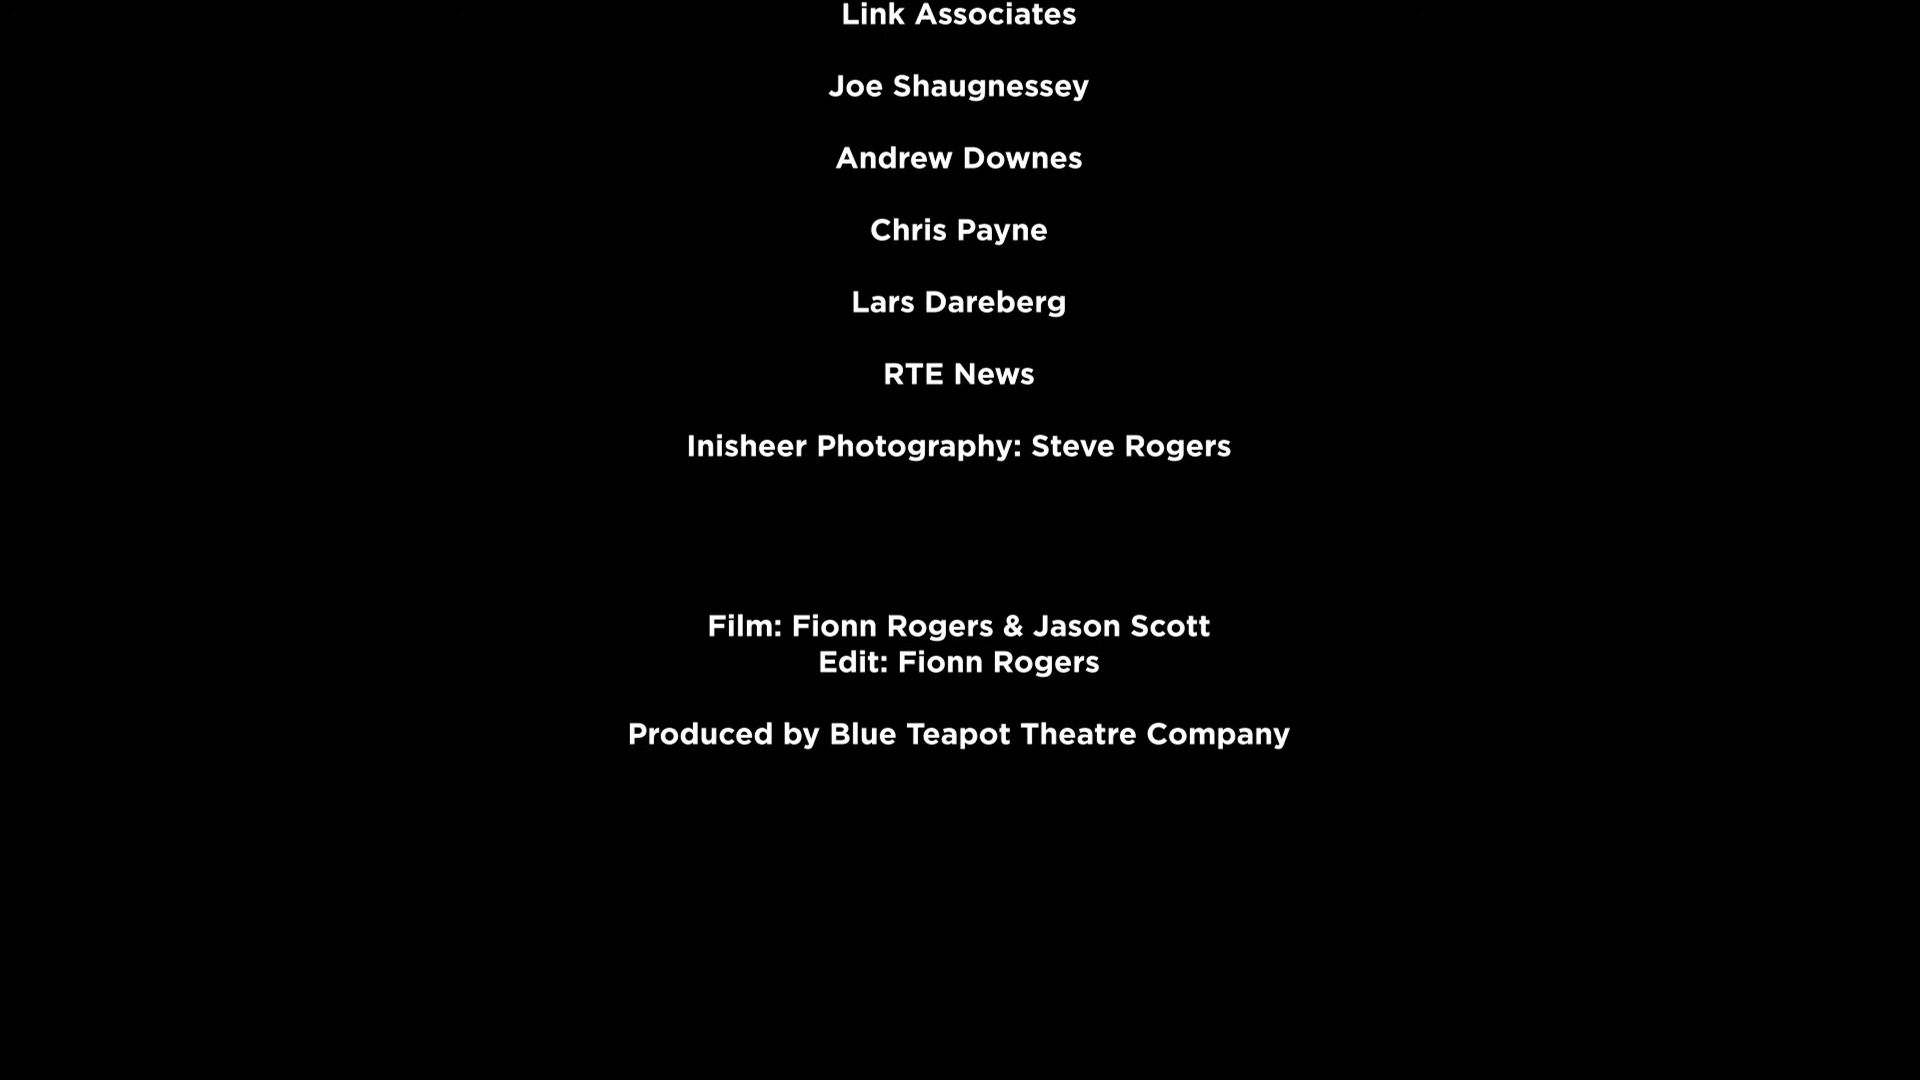 Link Associates
Joe Shaugnessey
Andrew Downes
Chris Payne
Lars Dareberg
RTE News
Inisheer Photography: Steve Rogers
Film: Fionn Rogers & Jason Scott
Edit: Fionn Rogers
Produced by Blue Teapot Theatre Company